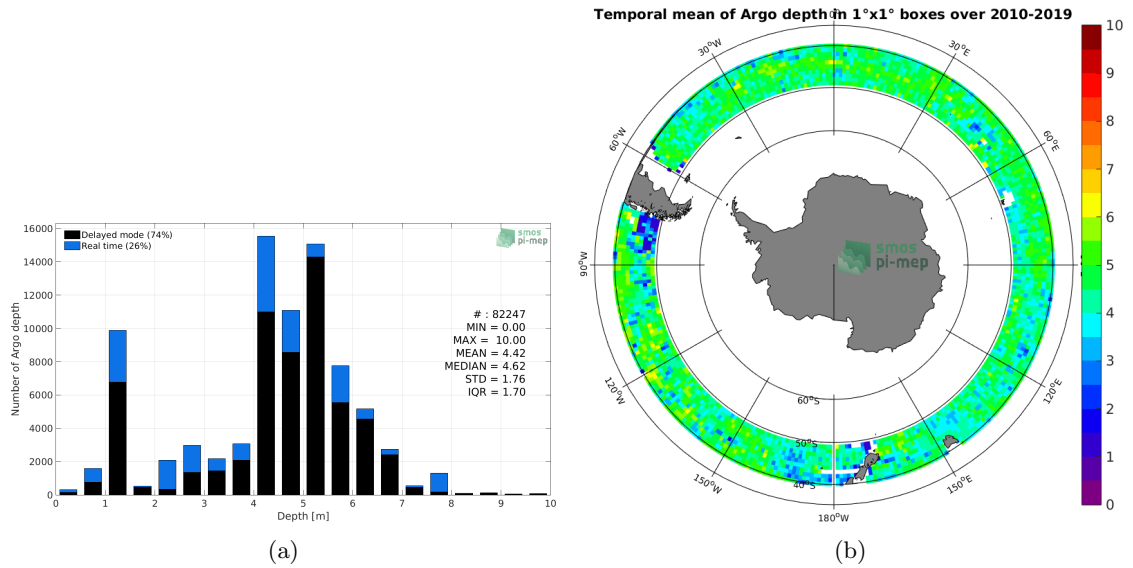 Temporal mean of Argo depth in 1°x1° boxes over 2010-2019
0°
30°W
30°E
60°W
60°E
90°W
120°W
120°E
150°W
150°E
180°W
60°S
50°S
40°S
smos
pi-mep
10
9
8
7
6
5
4
3
2
1
0
Delayed mode (74%)
Real time (26%)
smos
pi-mep
# : 82247
MIN = 0.00
MAX = 10.00
MEAN = 4.42
MEDIAN = 4.62
STD = 1.76
IQR = 1.70
Number of Argo depth
16000
14000
12000
10000
8000
6000
4000
2000
0
0 1 2 3 4 5 6 7 8 9 10
Depth [m]
(a)
(b)